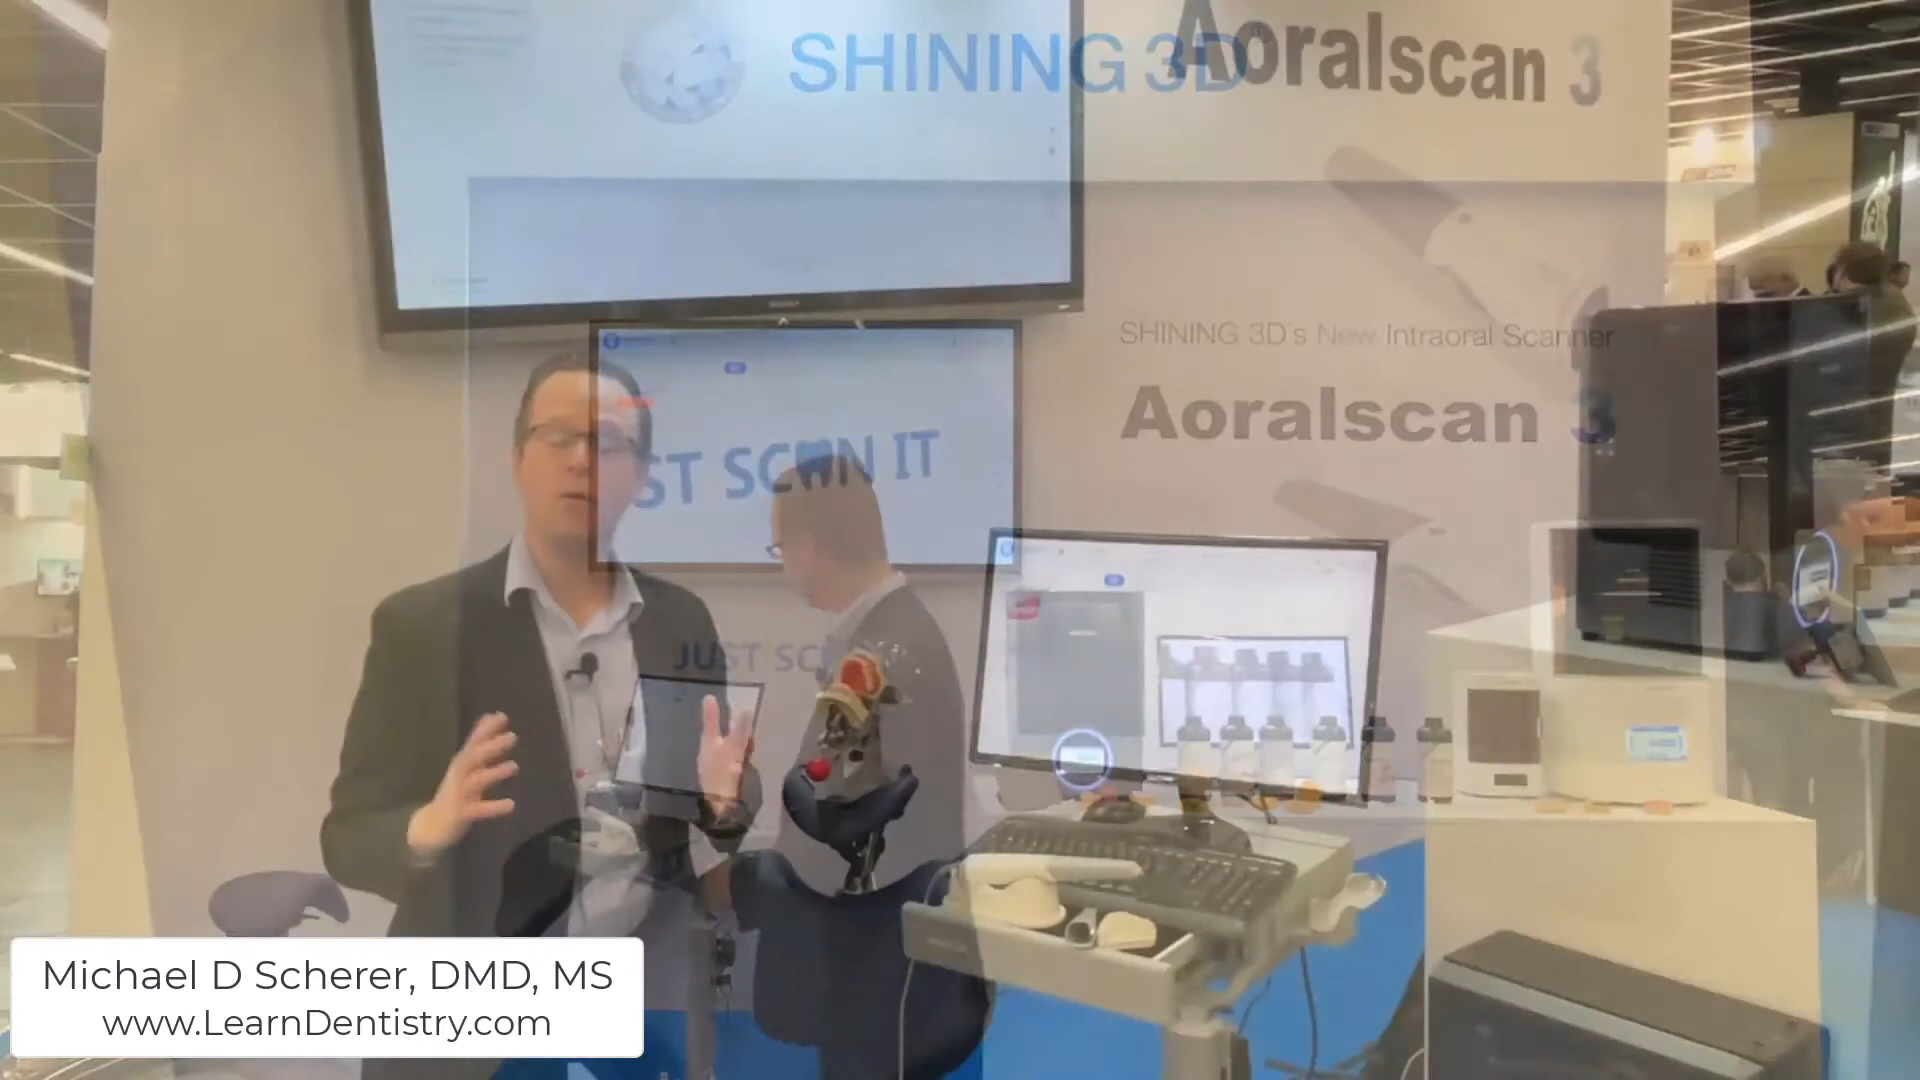 SHINING 3D
Aoralscan 3
SHINING 3D's New Intraoral Scanner
Aoralscan 3
ST SCAN IT
JUST SC
Michael D Scherer, DMD, MS
www.LearnDentistry.com